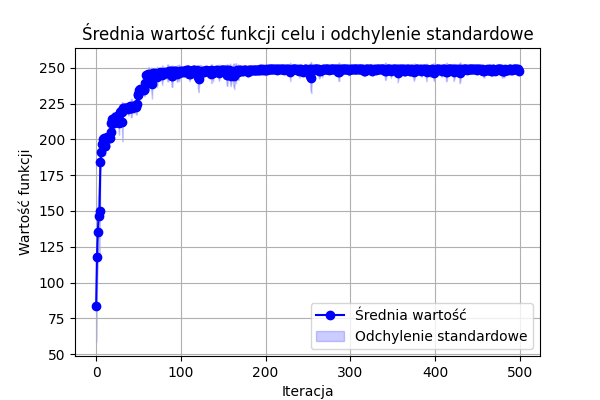 Średnia wartość funkcji celu i odchylenie standardowe
250
225
200
175
150
125
100
75
50
Wartość funkcji
Średnia wartość
Odchylenie standardowe
0 100 200 300 400 500
Iteracja